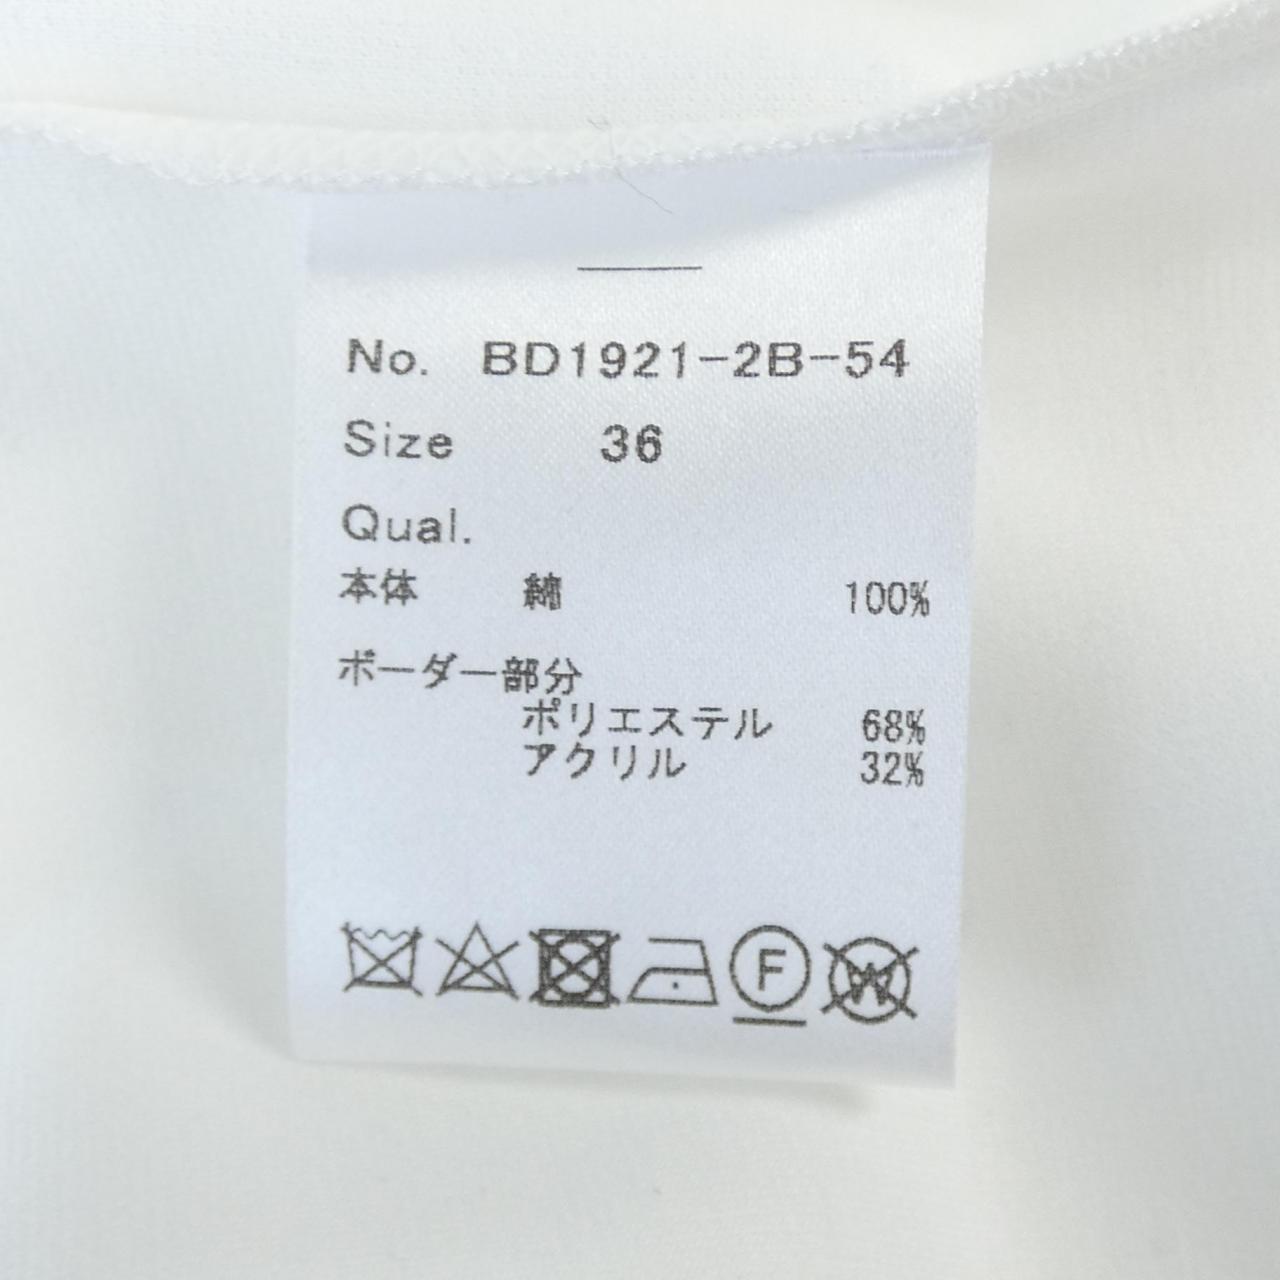 No. BD1921-2B-54
Size 36
Qual.
本体 綿 100%
ボーダー部分
ポリエステル 68%
アクリル 32%
F
W